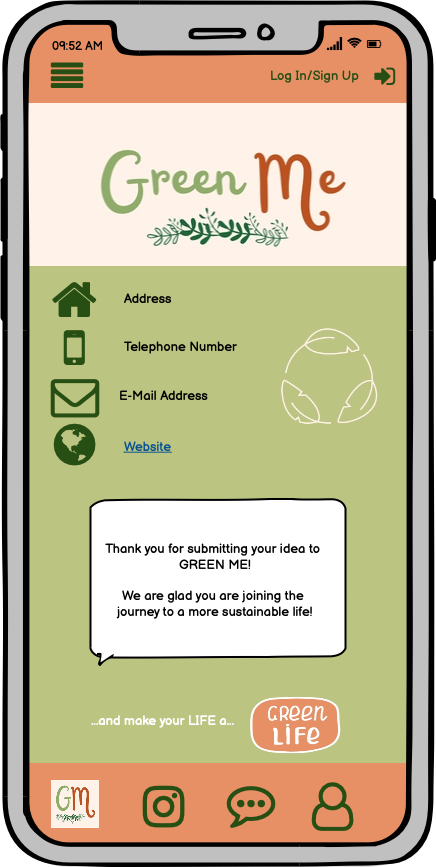 09:52 AM
Log In/Sign Up
Green Me
Address
Telephone Number
E-Mail Address
Website
Thank you for submitting your idea to
GREEN ME!
We are glad you are joining the
journey to a more sustainable life!
...and make your LIFE a...
GREEN
LIFE
GM